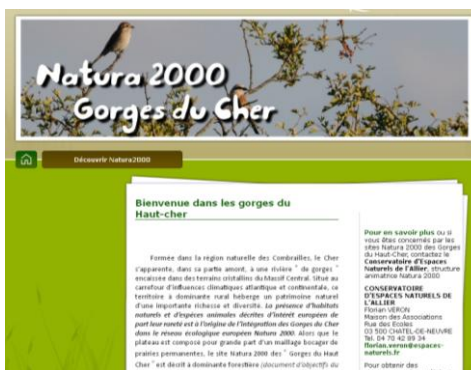 Natura 2000
Gorges du Cher
Découvrir Natura2000
Bienvenue dans les gorges du
Haut-cher
Formée dans la région naturelle des Combrailles, le Cher
s'apparente, dans sa partie amont, à une rivière " de gorges "
encaissée dans des terrains cristallins du Massif Central. Situé au
carrefour d'influences climatiques atlantique et continentale, ce
territoire à dominante rural héberge un patrimoine naturel
d'une importante richesse et diversité. La présence d'habitats
naturels et d'espèces animales décrites d'intérêt européen de
part leur rareté est à l'origine de l'intégration des Gorges du Cher
dans le réseau écologique européen Natura 2000. Alors que le
plateau est composé pour grande part d'un maillage bocager de
prairies permanentes, le site Natura 2000 des " Gorges du Haut
Cher " est décrit à dominante forestière (document d'objectifs du
Pour en savoir plus ou si
vous êtes concernés par les
sites Natura 2000 des Gorges
du Haut-Cher, contactez le
Conservatoire d'Espaces
Naturels de l'Allier, structure
animatrice Natura 2000
CONSERVATOIRE
D'ESPACES NATURELS DE
L'ALLIER
Florian VERON
Maison des Associations
Rue des Ecoles
03 500 CHATEL-DE-NEUVRE
Tel. 04 70 42 89 34
florian.veron@espaces-
naturels.fr
Pour obtenir des